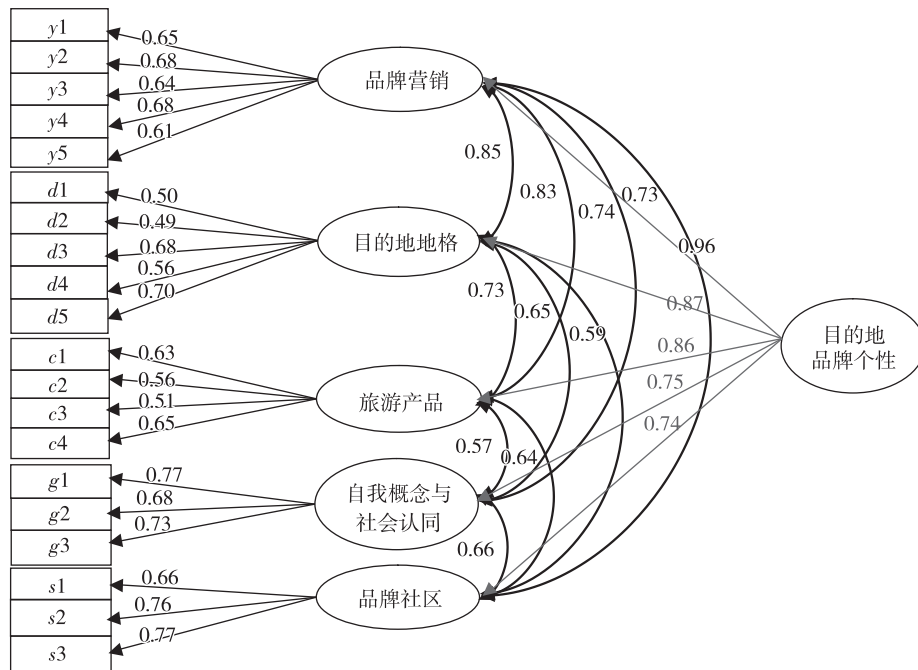 y1
y2
y3
y4
y5
0.65
0.68
0.64
0.68
0.61
品牌营销
d1
d2
d3
d4
d5
0.50
0.49
0.68
0.56
0.70
目的地地格
c1
c2
c3
c4
0.63
0.56
0.51
0.65
旅游产品
g1
g2
g3
0.77
0.68
0.73
自我概念与
社会认同
s1
s2
s3
0.66
0.76
0.77
品牌社区
0.85
0.83
0.74
0.73
0.96
0.73
0.65
0.59
0.87
0.86
0.75
0.74
0.57
0.64
0.66
目的地
品牌个性